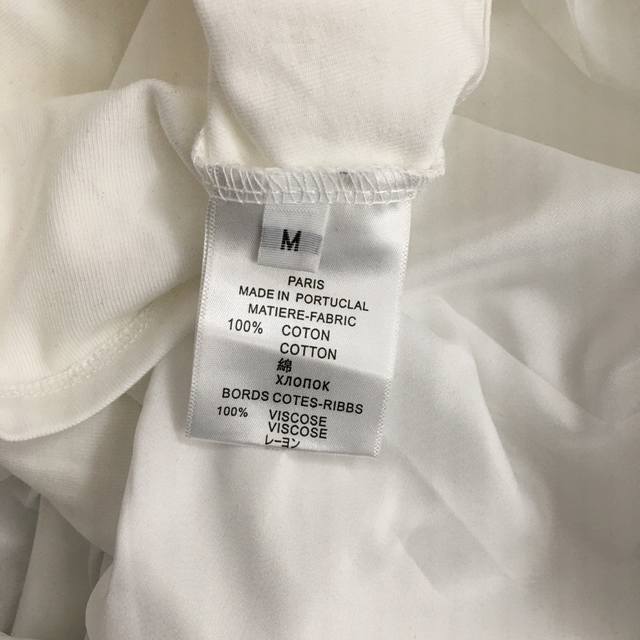 M
PARIS
MADE IN PORTUCLAL
MATIERE-FABRIC
100% COTON
COTTON
綿
хлопок
BORDS COTES-RIBBS
100% VISCOSE
VISCOSE
レーヨン